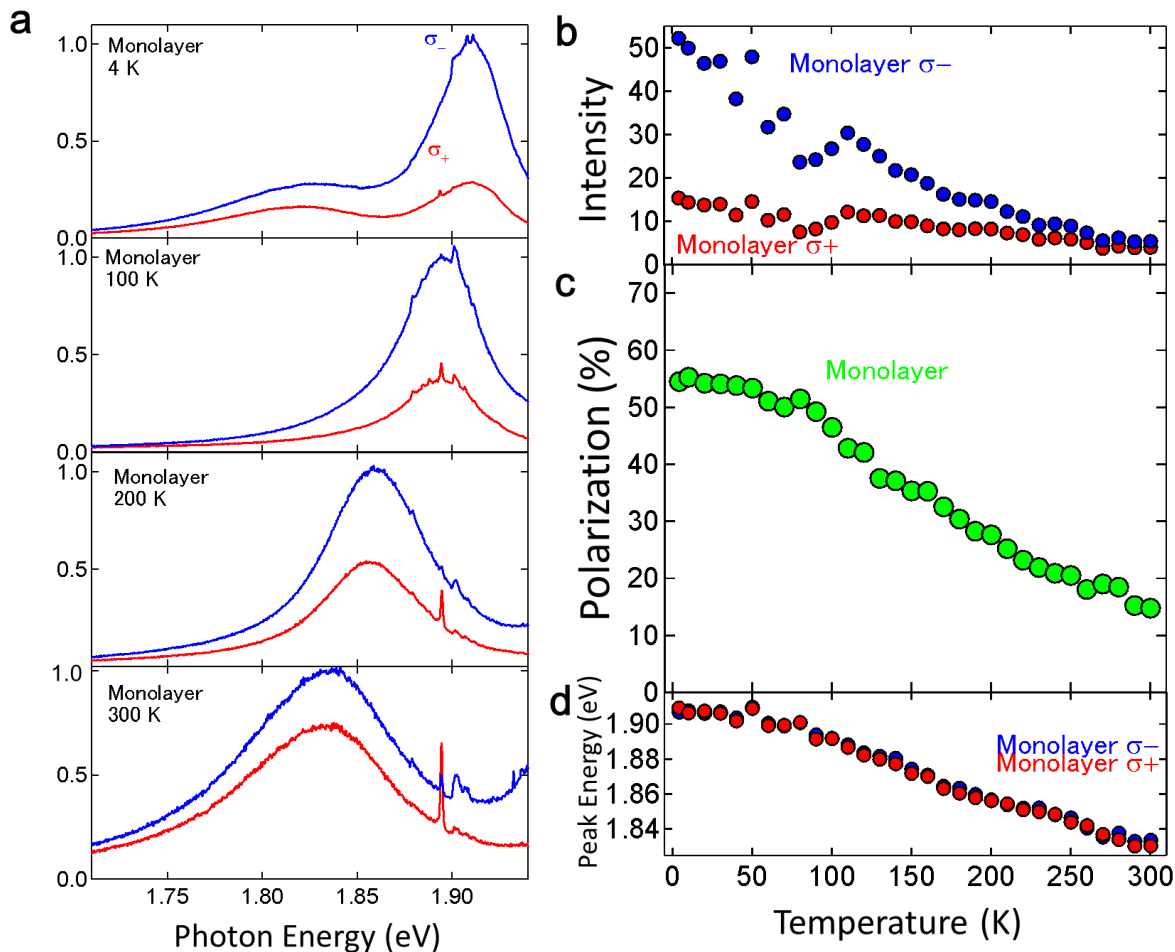 a
Monolayer
4 K
σ−
σ+
1.0
0.5
0.0
Monolayer
100 K
1.0
0.5
0.0
Monolayer
200 K
1.0
0.5
Monolayer
300 K
1.0
0.5
0.0
1.75
1.80
1.85
1.90
Photon Energy (eV)
b
Intensity
50
40
30
20
10
0
Monolayer σ−
Monolayer σ+
c
Polarization (%)
70
60
50
40
30
20
10
0
Monolayer
d
Peak Energy (eV)
1.90
1.88
1.86
1.84
Monolayer σ−
Monolayer σ+
0
50
100
150
200
250
300
Temperature (K)